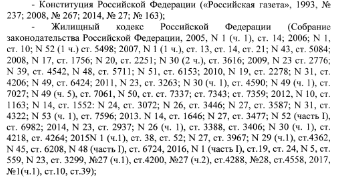 - Конституция Российской Федерации («Российская газета», 1993, №
237; 2008, № 267; 2014, № 27; № 163);
- Жилищный кодекс Российской Федерации (Собрание
законодательства Российской Федерации, 2005, N 1 (ч. 1), ст. 14; 2006; N 1,
ст. 10; N 52 (1 ч.) ст. 5498; 2007, N 1 (1 ч.), ст. 13, ст. 14, ст. 21; N 43, ст. 5084;
2008, N 17, ст. 1756; N 20, ст. 2251; N 30 (2 ч.), ст. 3616; 2009, N 23 ст. 2776;
N 39, ст. 4542, N 48, ст. 5711; N 51, ст. 6153; 2010, N 19, ст. 2278; N 31, ст.
4206; N 49, ст. 6424; 2011, N 23, ст. 3263; N 30 (ч. 1), ст. 4590; N 49 (ч. 1), ст.
7027; N 49 (ч. 5), ст. 7061, N 50, ст. ст. 7337; 7343; ст. 7359; 2012, N 10, ст.
1163; N 14, ст. 1552; N 24, ст. 3072; N 26, ст. 3446; N 27, ст. 3587; N 31, ст.
4322; N 53 (ч. 1), ст. 7596; 2013. N 14, ст. 1646; N 27, ст. 3477; N 52 (часть I),
ст. 6982; 2014, N 23, ст. 2937; N 26 (ч. 1), ст. 3388, ст. 3406; N 30 (ч. 1), ст.
4218, ст. 4264; 2015N 1 (ч.1), ст. 38, ст. 52; N 27, ст. 3967; N 29 (ч.1), ст.4362,
N 45, ст. 6208, N 48 (часть I), ст. 6724, 2016, N 1 (часть I), ст.19, ст. 24, N 5, ст.
559, N 23, ст. 3299, №27 (ч.1), ст.4200, №27 (ч.2), ст.4288, №28, ст.4558, 2017,
№1(ч.1), ст.10, ст.39);